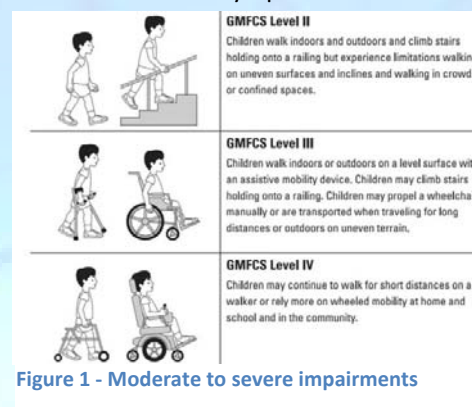 GMFCS Level II
Children walk indoors and outdoors and climb stairs
holding onto a railing but experience limitations walkin
on uneven surfaces and inclines and walking in crowd
or confined spaces.
GMFCS Level III
Children walk indoors or outdoors on a level surface wit
an assistive mobility device. Children may climb stairs
holding onto a railing. Children may propel a wheelcha
manually or are transported when traveling for long
distances or outdoors on uneven terrain.
GMFCS Level IV
Children may continue to walk for short distances on a
walker or rely more on wheeled mobility at home and
school and in the community.
Figure 1 - Moderate to severe impairments